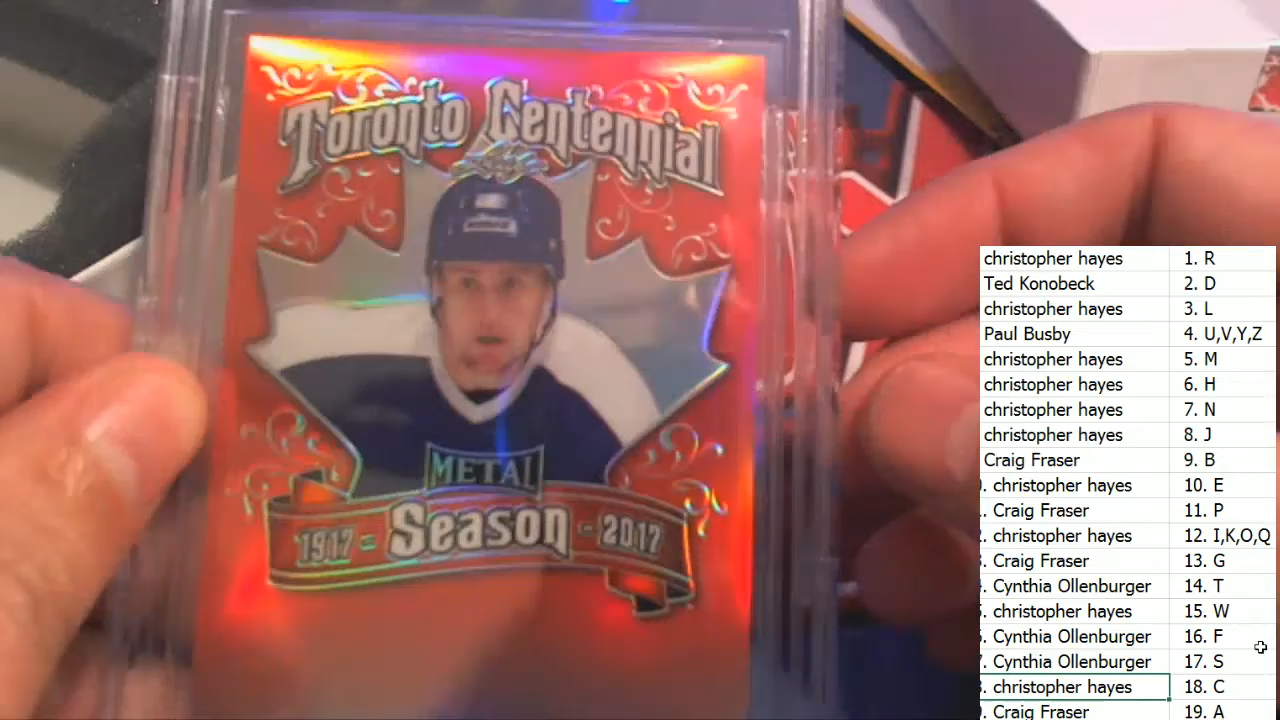 Toronto Centennial
METAL
1917 - Season - 2017
christopher hayes 1. R
Ted Konobeck 2. D
christopher hayes 3. L
Paul Busby 4. U,V,Y,Z
christopher hayes 5. M
christopher hayes 6. H
christopher hayes 7. N
christopher hayes 8. J
Craig Fraser 9. B
. christopher hayes 10. E
. Craig Fraser 11. P
. christopher hayes 12. I,K,O,Q
. Craig Fraser 13. G
. Cynthia Ollenburger 14. T
. christopher hayes 15. W
. Cynthia Ollenburger 16. F
. Cynthia Ollenburger 17. S
. christopher hayes 18. C
. Craig Fraser 19. A